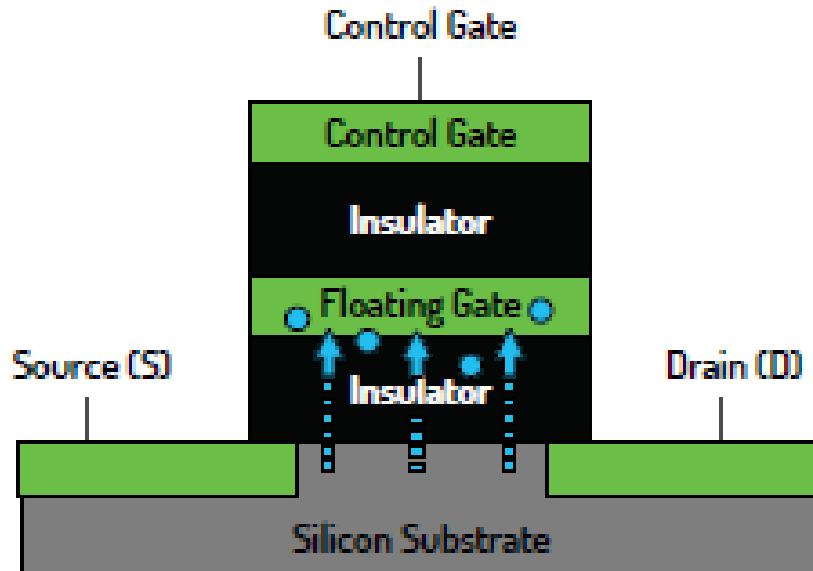 Control Gate
Control Gate
Insulator
Floating Gate
Source (S)
Drain (D)
Insulator
Silicon Substrate